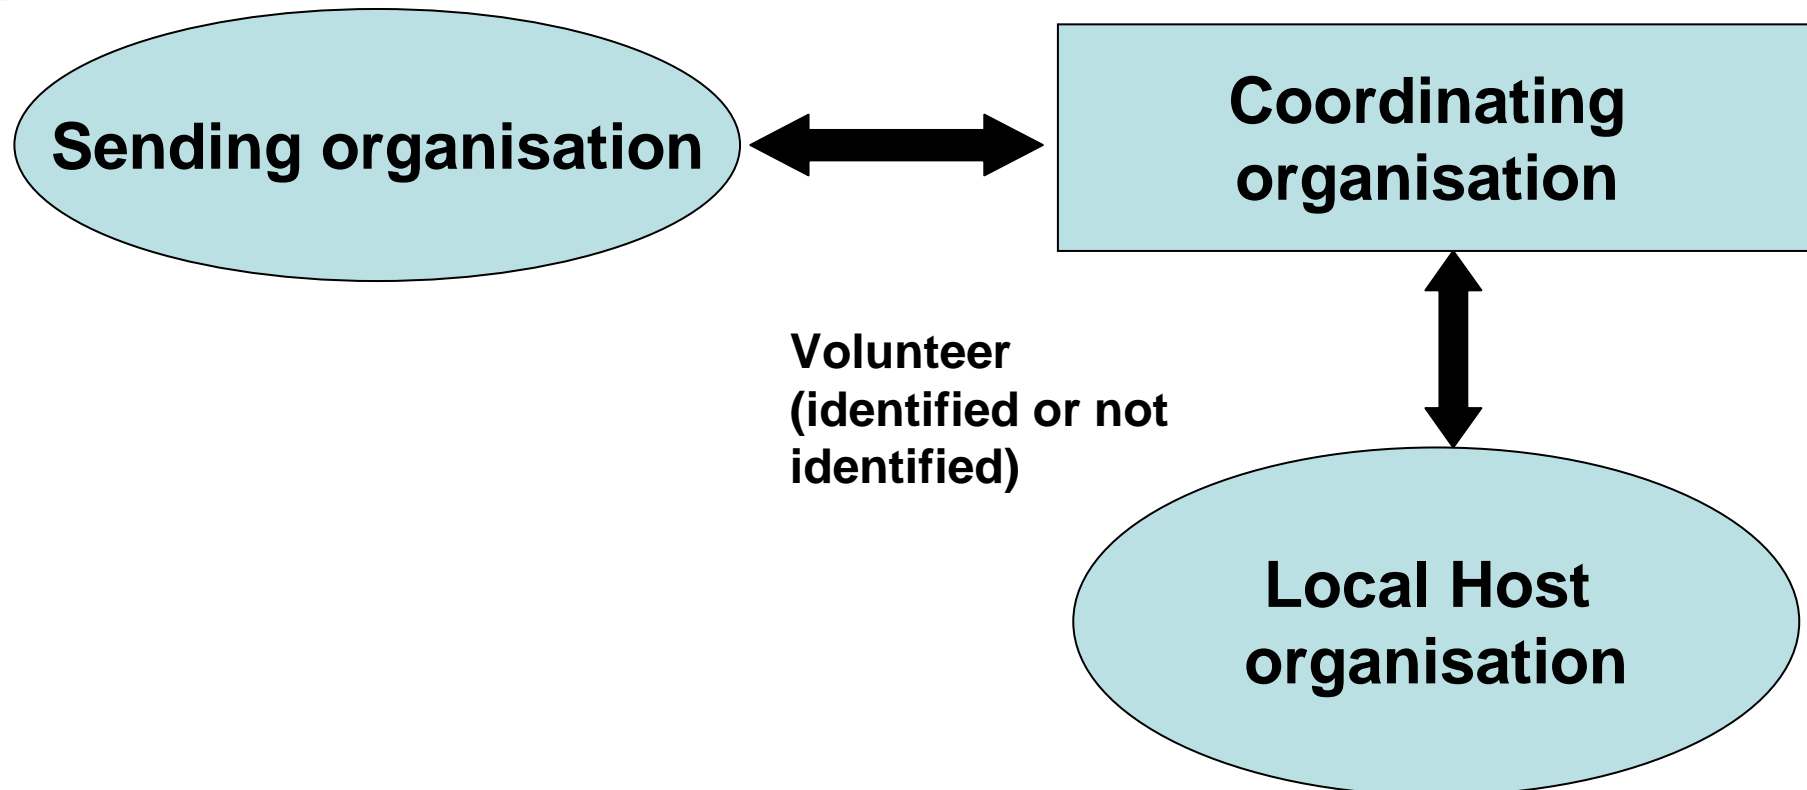 Sending organisation
Coordinating
organisation
Volunteer
(identified or not
identified)
Local Host
organisation